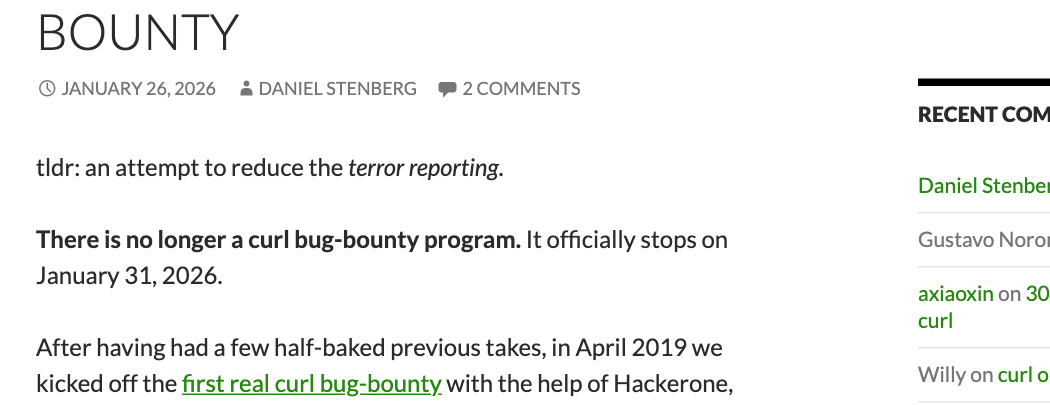 BOUNTY
JANUARY 26, 2026 DANIEL STENBERG 2 COMMENTS
tldr: an attempt to reduce the terror reporting.
There is no longer a curl bug-bounty program. It officially stops on
January 31, 2026.
After having had a few half-baked previous takes, in April 2019 we
kicked off the first real curl bug-bounty with the help of Hackerone,
RECENT COM
Daniel Stenber
Gustavo Noron
axiaoxin on 30
curl
Willy on curl o